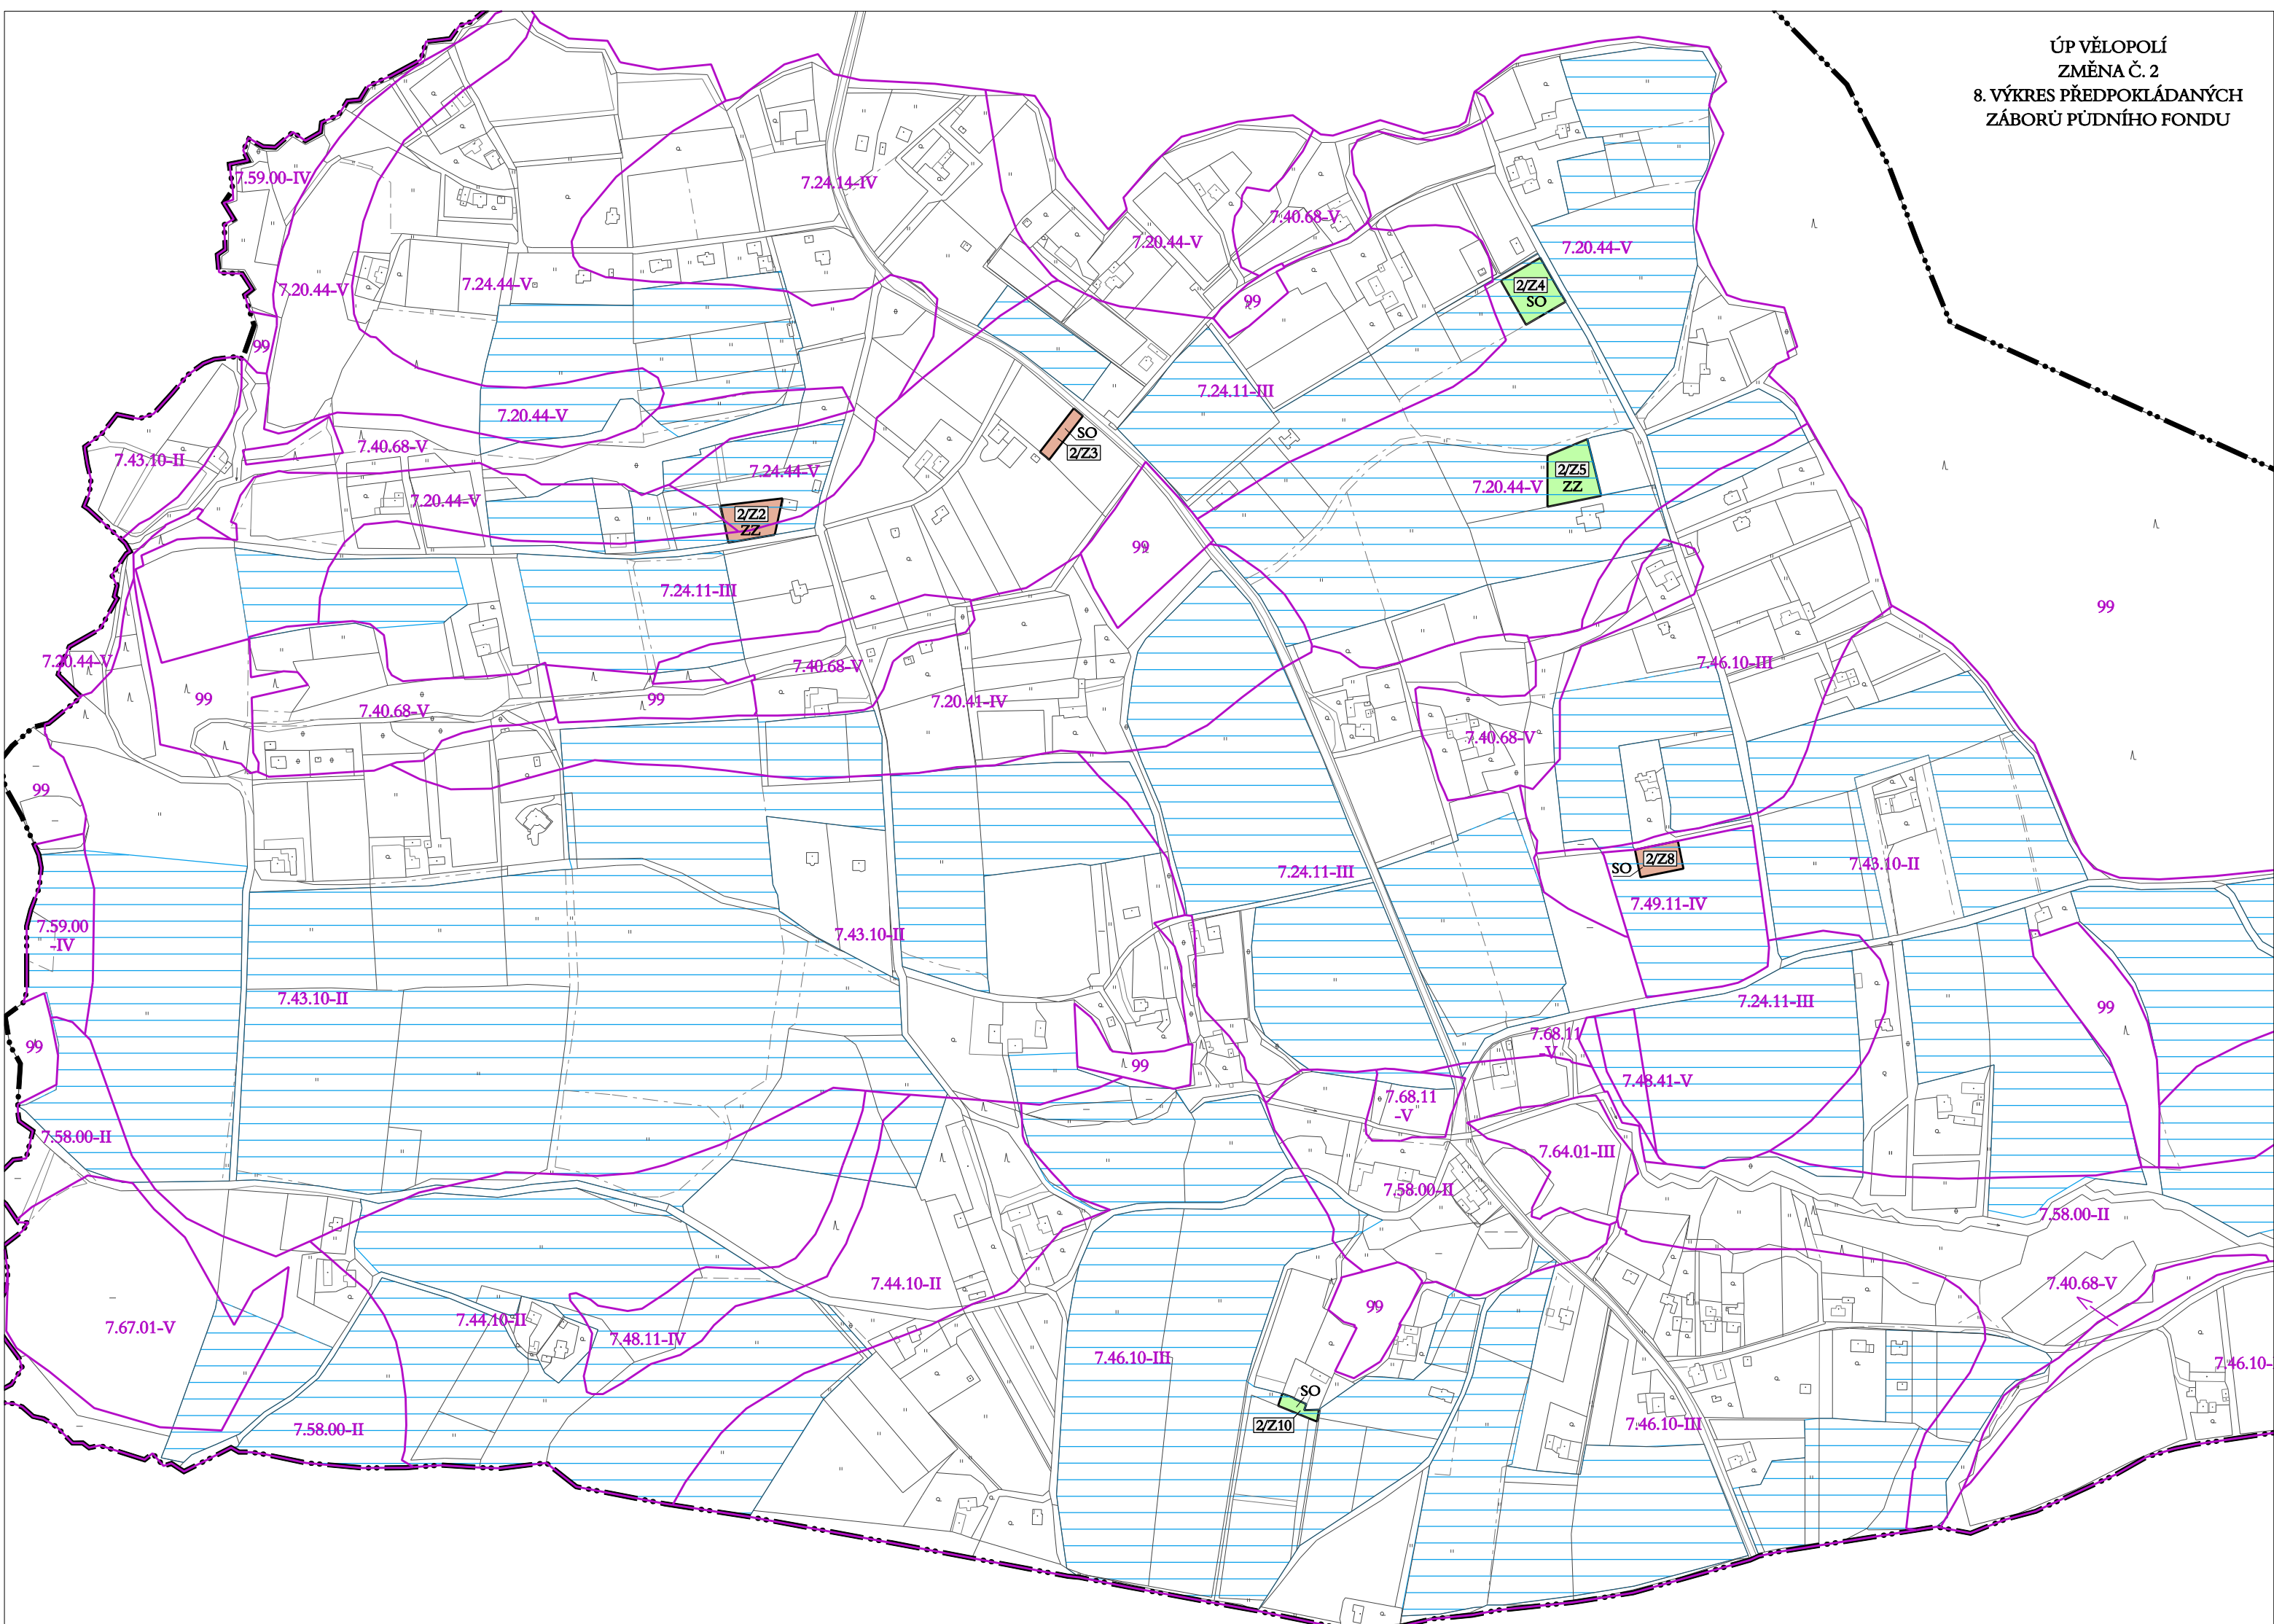 ÚP VĚLOPOLÍ
ZMĚNA Č. 2
8. VÝKRES PŘEDPOKLÁDANÝCH
ZÁBORŮ PŮDNÍHO FONDU
7.59.00-IV
7.24.14-IV
7.40.68-V
7.20.44-V
7.20.44-V
7.20.44-V
7.24.44-V
99
2/Z4
SO
99
7.24.11-III
7.20.44-V
SO
2/Z3
7.40.68-V
7.43.10-II
7.24.44-V
2/Z5
ZZ
7.20.44-V
7.20.44-V
2/Z2
ZZ
99
7.24.11-III
99
7.20.44-V
7.40.68-V
7.46.10-III
99
99
7.20.41-IV
7.40.68-V
7.40.68-V
99
2/Z8
SO
7.24.11-III
7.43.10-II
7.49.11-IV
7.59.00
-IV
7.43.10-II
7.43.10-II
7.24.11-III
99
99
7.68.11
-V
99
7.48.41-V
7.68.11
-V
7.58.00-II
7.64.01-III
7.58.00-II
7.58.00-II
7.44.10-II
7.40.68-V
99
7.67.01-V
7.44.10-II
7.48.11-IV
7.46.10-III
7.46.10-
SO
2/Z10
7.46.10-III
7.58.00-II